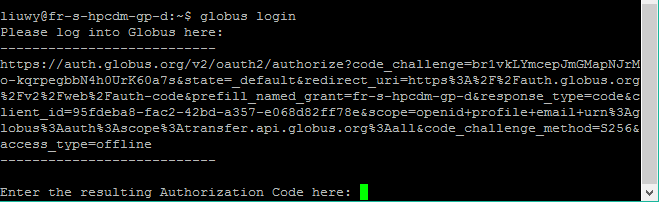 liuwy@fr-s-hpcdm-gp-d:~$ globus login
Please log into Globus here:
---------------------------
https://auth.globus.org/v2/oauth2/authorize?code_challenge=br1vkLYmcepJmGMapNJrM
o-kqrpegbbN4h0UrK60a7s&state=_default&redirect_uri=https%3A%2F%2Fauth.globus.org
%2Fv2%2Fweb%2Fauth-code&prefill_named_grant=fr-s-hpcdm-gp-d&response_type=code&c
lient_id=95fdeba8-fac2-42bd-a357-e068d82ff78e&scope=openid+profile+email+urn%3Ag
lobus%3Aauth%3Ascope%3Atransfer.api.globus.org%3Aall&code_challenge_method=S256&
access_type=offline
---------------------------
Enter the resulting Authorization Code here: